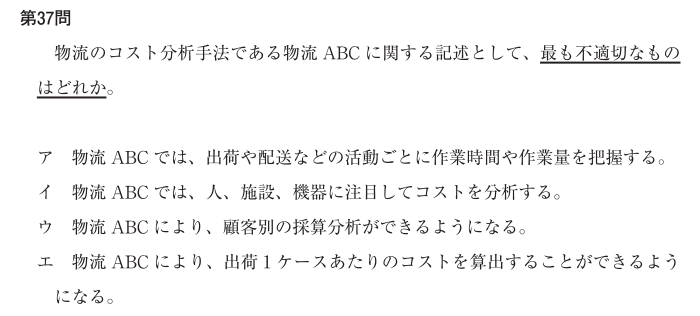 第37問
物流のコスト分析手法である物流 ABC に関する記述として、最も不適切なもの
はどれか。
ア　物流 ABC では、出荷や配送などの活動ごとに作業時間や作業量を把握する。
イ　物流 ABC では、人、施設、機器に注目してコストを分析する。
ウ　物流 ABC により、顧客別の採算分析ができるようになる。
エ　物流 ABC により、出荷 1 ケースあたりのコストを算出することができるよう
になる。